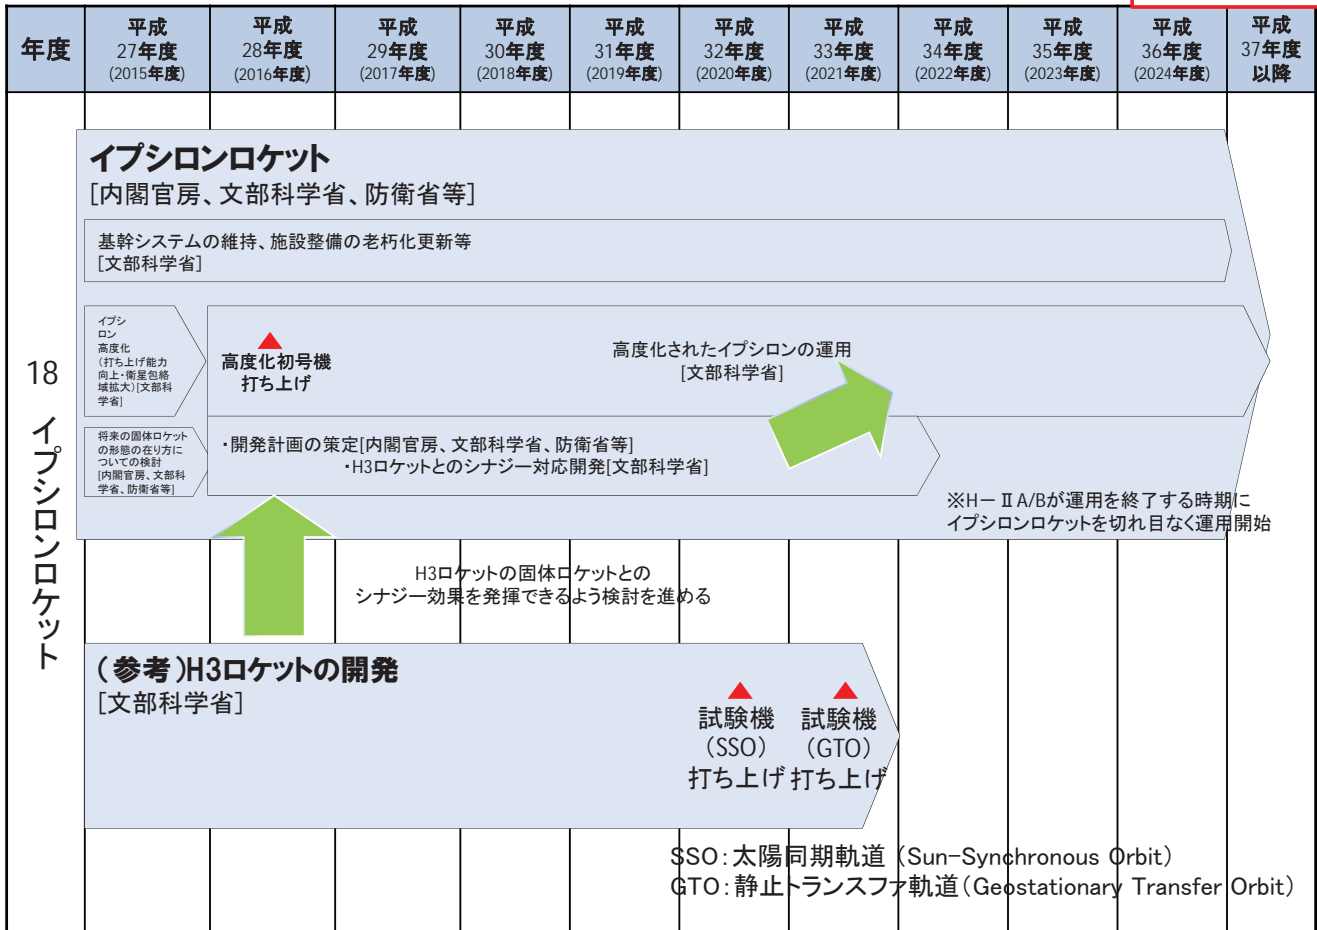 年度
平成
27年度
(2015年度)
平成
28年度
(2016年度)
平成
29年度
(2017年度)
平成
30年度
(2018年度)
平成
31年度
(2019年度)
平成
32年度
(2020年度)
平成
33年度
(2021年度)
平成
34年度
(2022年度)
平成
35年度
(2023年度)
平成
36年度
(2024年度)
平成
37年度
以降
18 イプシロンロケット
イプシロンロケット
[内閣官房、文部科学省、防衛省等]
基幹システムの維持、施設整備の老朽化更新等
[文部科学省]
イプシ
ロン
高度化
(打ち上げ能力
向上・衛星包絡
域拡大)[文部科
学省]
高度化初号機
打ち上げ
高度化されたイプシロンの運用
[文部科学省]
将来の固体ロケット
の形態の在り方に
ついての検討
[内閣官房、文部科
学省、防衛省等]
・開発計画の策定[内閣官房、文部科学省、防衛省等]
・H3ロケットとのシナジー対応開発[文部科学省]
※H-ⅡA/Bが運用を終了する時期に
イプシロンロケットを切れ目なく運用開始
H3ロケットの固体ロケットとの
シナジー効果を発揮できるよう検討を進める
(参考)H3ロケットの開発
[文部科学省]
試験機
(SSO)
打ち上げ
試験機
(GTO)
打ち上げ
SSO:太陽同期軌道 (Sun-Synchronous Orbit)
GTO:静止トランスファ軌道(Geostationary Transfer Orbit)